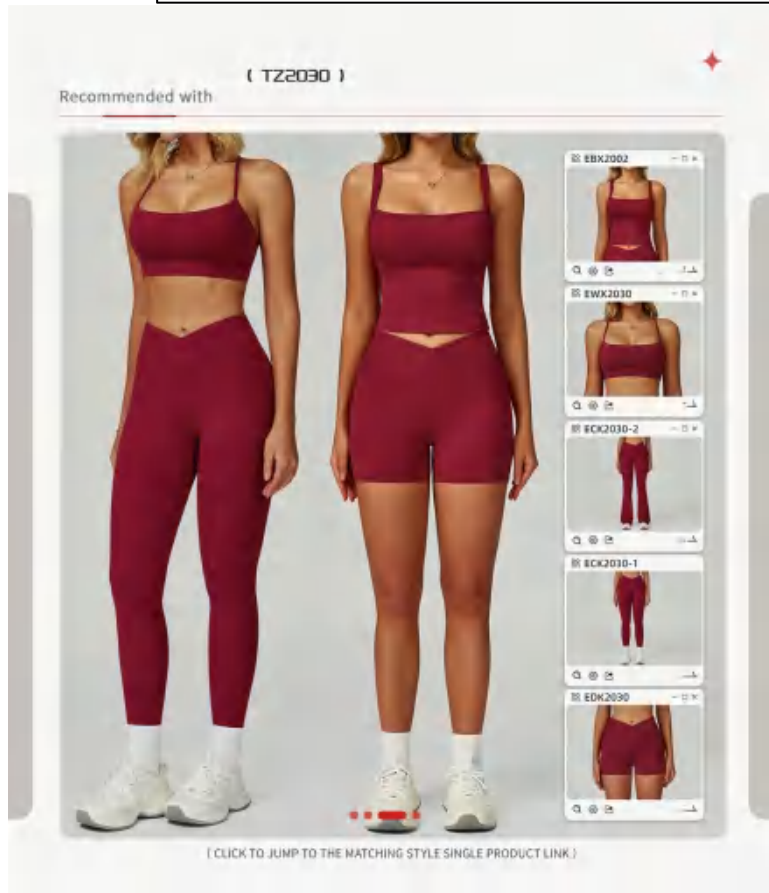 ( TZ2030 )
Recommended with
EBX2002
EWX2030
ECK2030-2
ECK2030-1
EDK2030
( CLICK TO JUMP TO THE MATCHING STYLE SINGLE PRODUCT LINK )